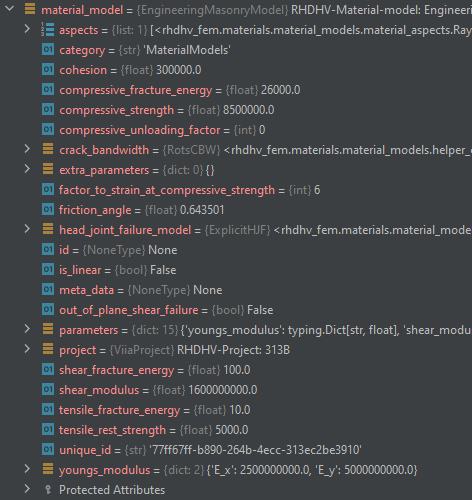 material_model = {EngineeringMasonryModel} RHDHV-Material-model: Engineeri
aspects = {list: 1} [<rhdhv_fem.materials.material_models.material_aspects.Ray
category = {str} 'MaterialModels'
cohesion = {float} 300000.0
compressive_fracture_energy = {float} 26000.0
compressive_strength = {float} 8500000.0
compressive_unloading_factor = {int} 0
crack_bandwidth = {RotsCBW} <rhdhv_fem.materials.material_models.helper_c
extra_parameters = {dict: 0} {}
factor_to_strain_at_compressive_strength = {int} 6
friction_angle = {float} 0.643501
head_joint_failure_model = {ExplicitHJF} <rhdhv_fem.materials.material_mode
id = {NoneType} None
is_linear = {bool} False
meta_data = {NoneType} None
out_of_plane_shear_failure = {bool} False
parameters = {dict: 15} {'youngs_modulus': typing.Dict[str, float], 'shear_modu
project = {ViiaProject} RHDHV-Project: 313B
shear_fracture_energy = {float} 100.0
shear_modulus = {float} 1600000000.0
tensile_fracture_energy = {float} 10.0
tensile_rest_strength = {float} 5000.0
unique_id = {str} '77ff67ff-b890-264b-4ecc-313ec2be3910'
youngs_modulus = {dict: 2} {'E_x': 2500000000.0, 'E_y': 5000000000.0}
Protected Attributes